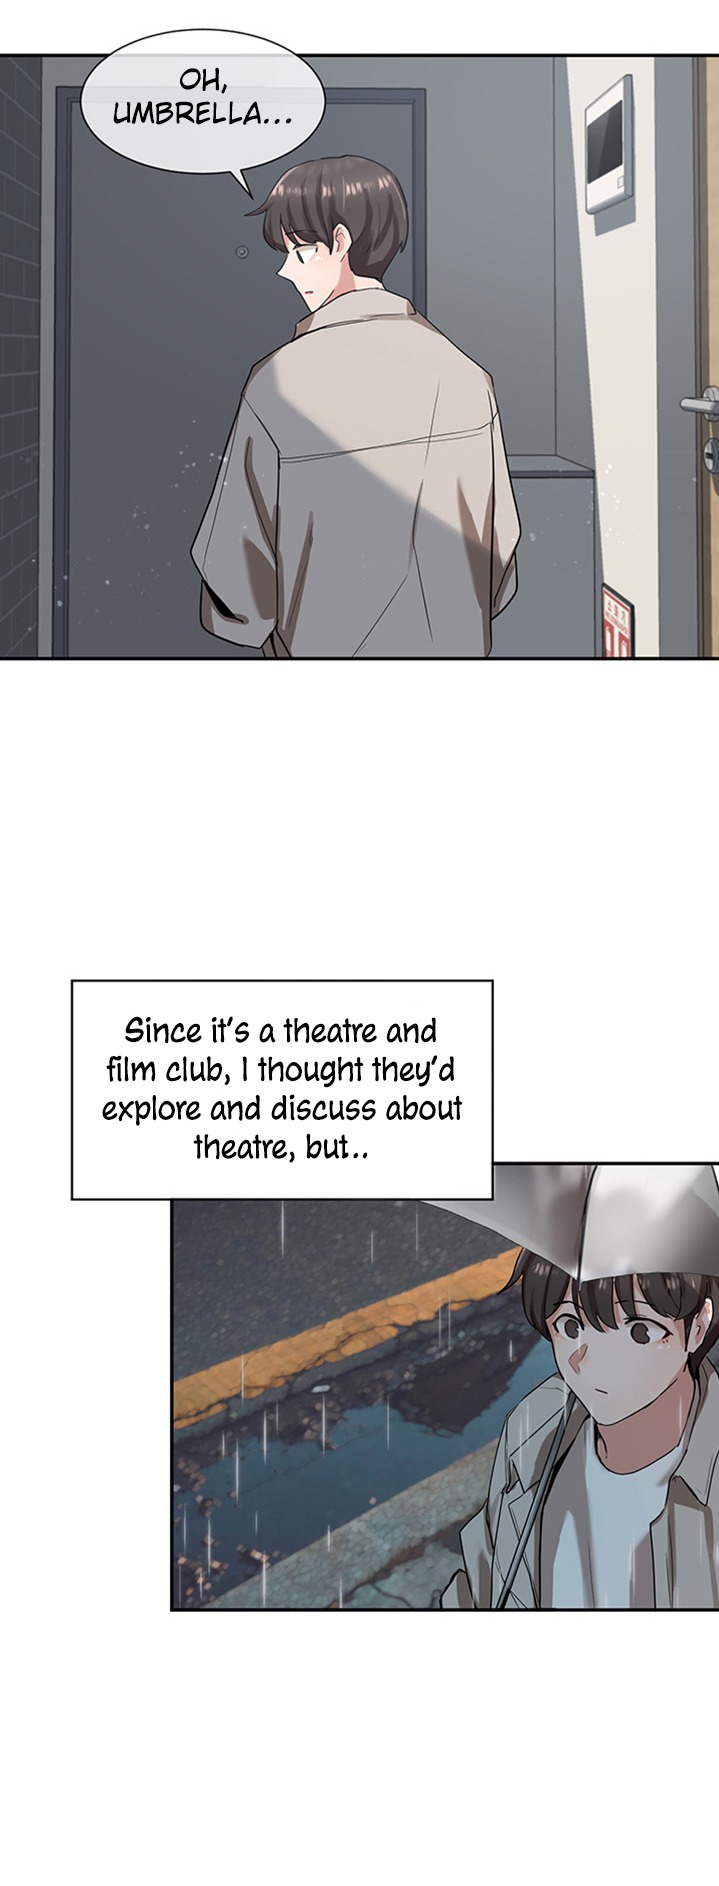 OH,
UMBRELLA...
Since it's a theatre and
film club, I thought they'd
explore and discuss about
theatre, but..